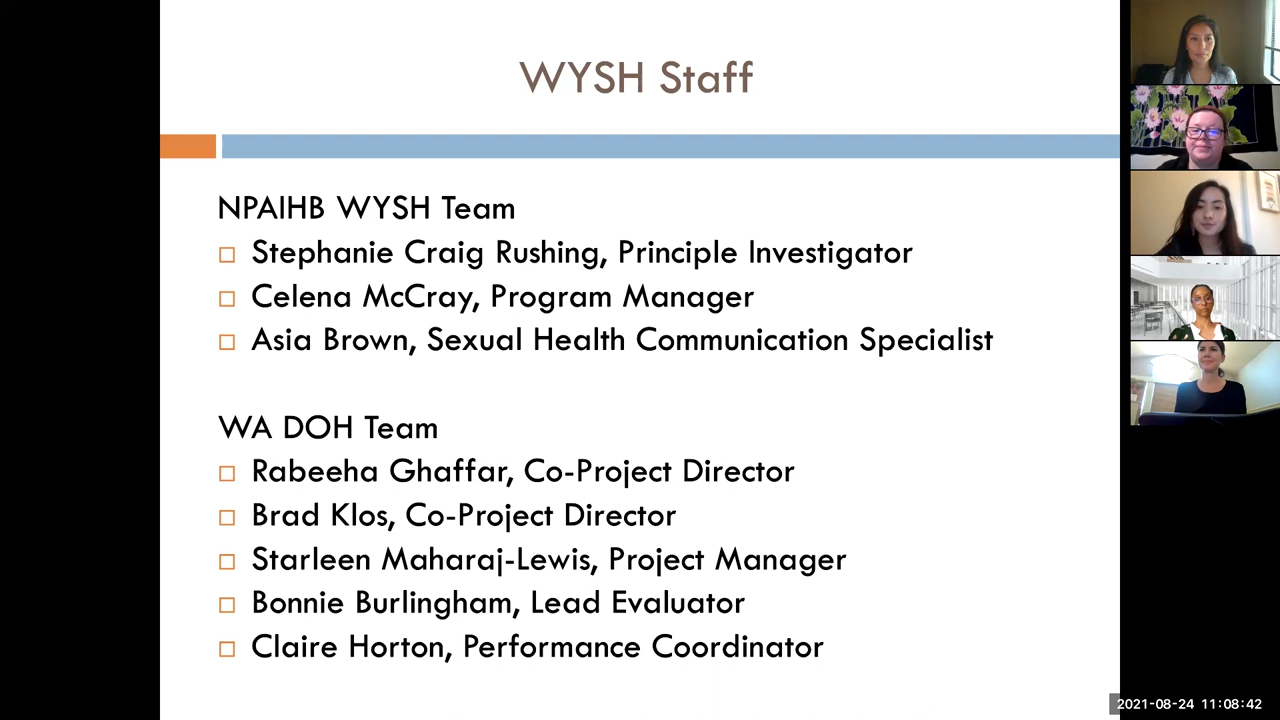 WYSH Staff
NPAIHB WYSH Team
Stephanie Craig Rushing, Principle Investigator
Celena McCray, Program Manager
Asia Brown, Sexual Health Communication Specialist
WA DOH Team
Rabeeha Ghaffar, Co-Project Director
Brad Klos, Co-Project Director
Starleen Maharaj-Lewis, Project Manager
Bonnie Burlingham, Lead Evaluator
Claire Horton, Performance Coordinator
2021-08-24 11:08:42